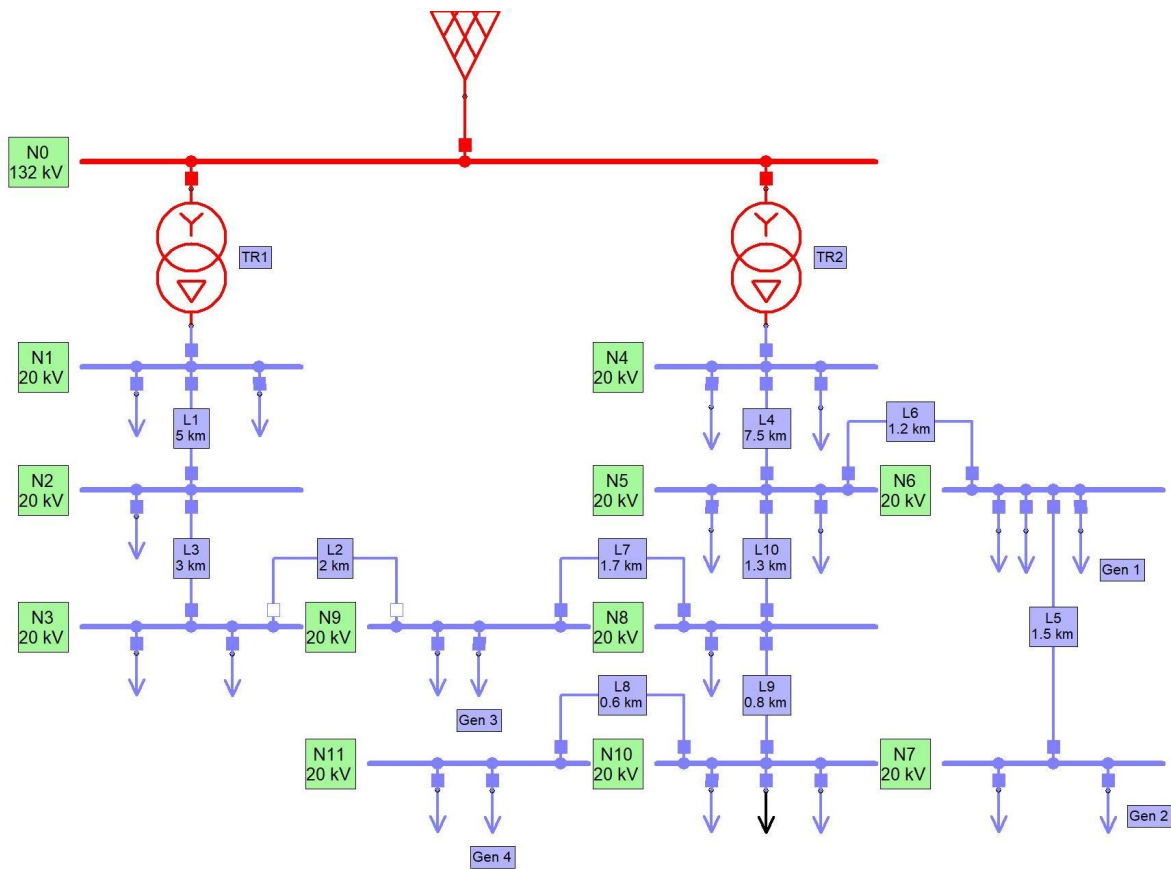 N0
132 kV
TR1
TR2
N1
20 kV
N4
20 kV
L1
5 km
L4
7.5 km
L6
1.2 km
N2
20 kV
N5
20 kV
N6
20 kV
L3
3 km
L2
2 km
L7
1.7 km
L10
1.3 km
Gen 1
N3
20 kV
N9
20 kV
N8
20 kV
L5
1.5 km
L8
0.6 km
L9
0.8 km
Gen 3
N11
20 kV
N10
20 kV
N7
20 kV
Gen 2
Gen 4